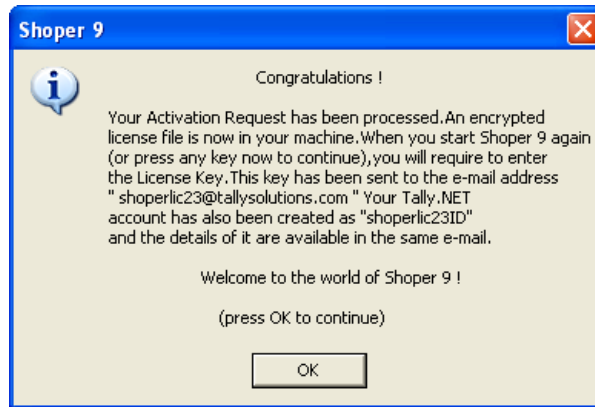 Shoper 9
Congratulations !
Your Activation Request has been processed.An encrypted
license file is now in your machine.When you start Shoper 9 again
(or press any key now to continue),you will require to enter
the License Key.This key has been sent to the e-mail address
" shoperlic23@tallysolutions.com " Your Tally.NET
account has also been created as "shoperlic23ID"
and the details of it are available in the same e-mail.
Welcome to the world of Shoper 9 !
(press OK to continue)
OK